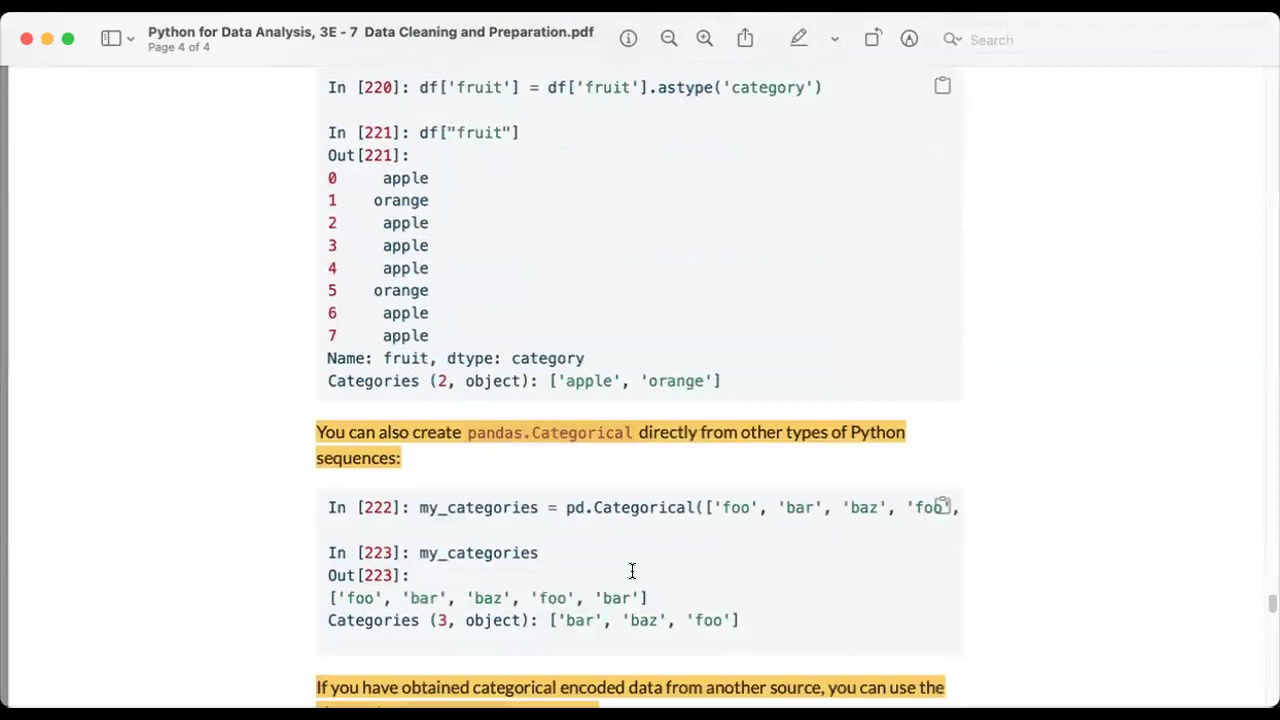 Python for Data Analysis, 3E - 7 Data Cleaning and Preparation.pdf
Page 4 of 4
Search
In [220]: df['fruit'] = df['fruit'].astype('category')
In [221]: df["fruit"]
Out[221]:
0 apple
1 orange
2 apple
3 apple
4 apple
5 orange
6 apple
7 apple
Name: fruit, dtype: category
Categories (2, object): ['apple', 'orange']
You can also create pandas.Categorical directly from other types of Python
sequences:
In [222]: my_categories = pd.Categorical(['foo', 'bar', 'baz', 'foo',
In [223]: my_categories
Out[223]:
['foo', 'bar', 'baz', 'foo', 'bar']
Categories (3, object): ['bar', 'baz', 'foo']
If you have obtained categorical encoded data from another source, you can use the